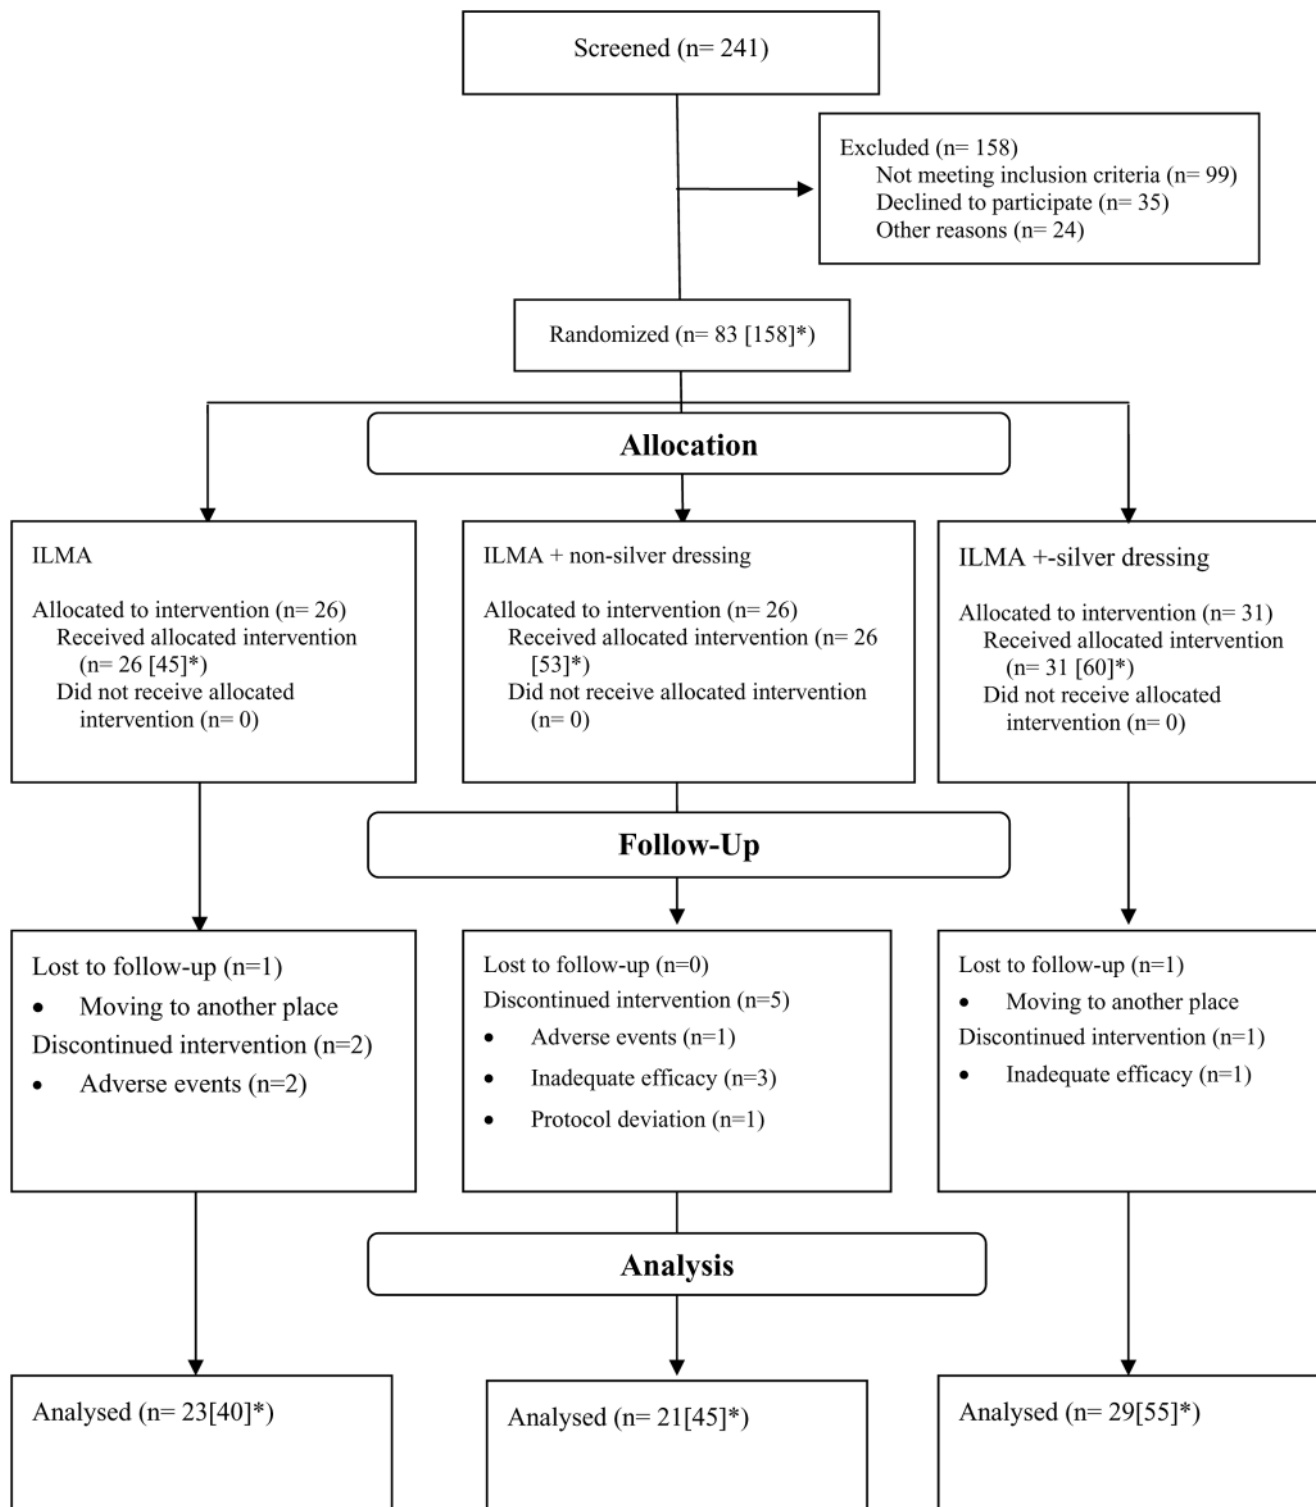 Screened (n= 241)
Excluded (n= 158)
Not meeting inclusion criteria (n= 99)
Declined to participate (n= 35)
Other reasons (n= 24)
Randomized (n= 83 [158]*)
Allocation
ILMA
Allocated to intervention (n= 26)
Received allocated intervention
(n= 26 [45]*)
Did not receive allocated
intervention (n= 0)
ILMA + non-silver dressing
Allocated to intervention (n= 26)
Received allocated intervention (n= 26
[53]*)
Did not receive allocated intervention
(n= 0)
ILMA +-silver dressing
Allocated to intervention (n= 31)
Received allocated intervention
(n= 31 [60]*)
Did not receive allocated
intervention (n= 0)
Follow-Up
Lost to follow-up (n=1)
• Moving to another place
Discontinued intervention (n=2)
• Adverse events (n=2)
Lost to follow-up (n=0)
Discontinued intervention (n=5)
• Adverse events (n=1)
• Inadequate efficacy (n=3)
• Protocol deviation (n=1)
Lost to follow-up (n=1)
• Moving to another place
Discontinued intervention (n=1)
• Inadequate efficacy (n=1)
Analysis
Analysed (n= 23[40]*)
Analysed (n= 21[45]*)
Analysed (n= 29[55]*)